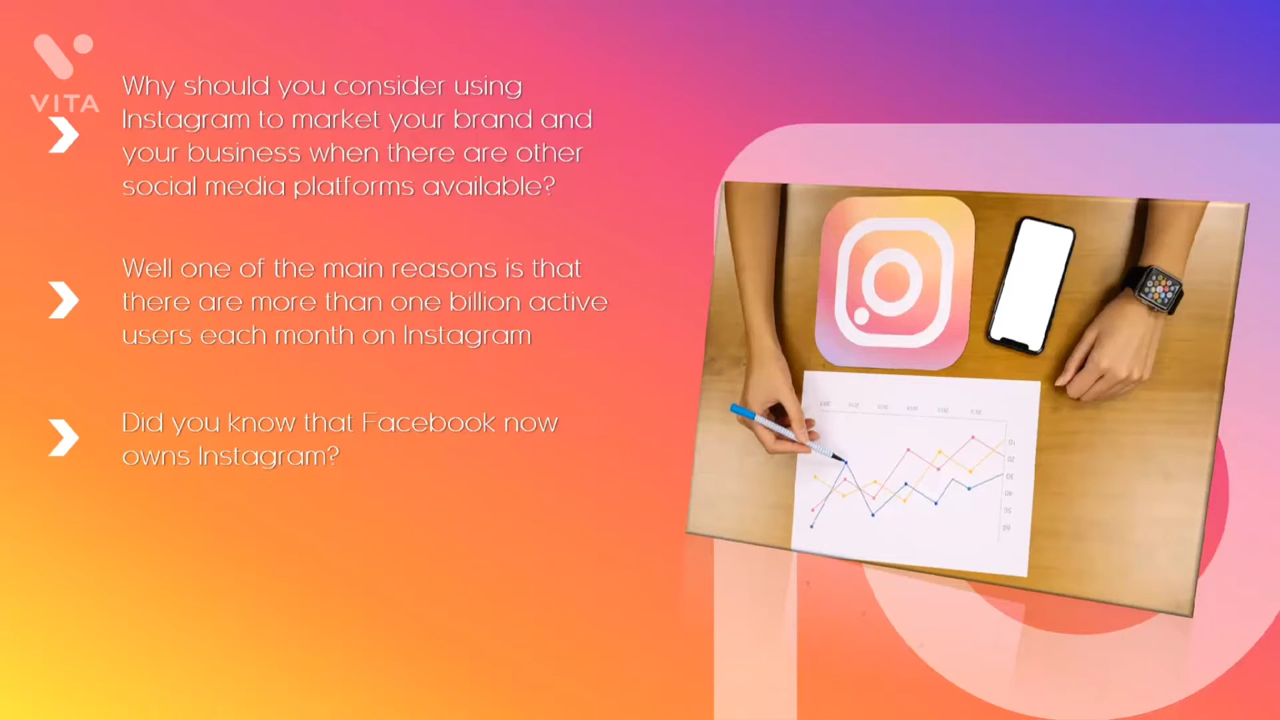 VITA
Why should you consider using
Instagram to market your brand and
your business when there are other
social media platforms available?
Well one of the main reasons is that
there are more than one billion active
users each month on Instagram
Did you know that Facebook now
owns Instagram?